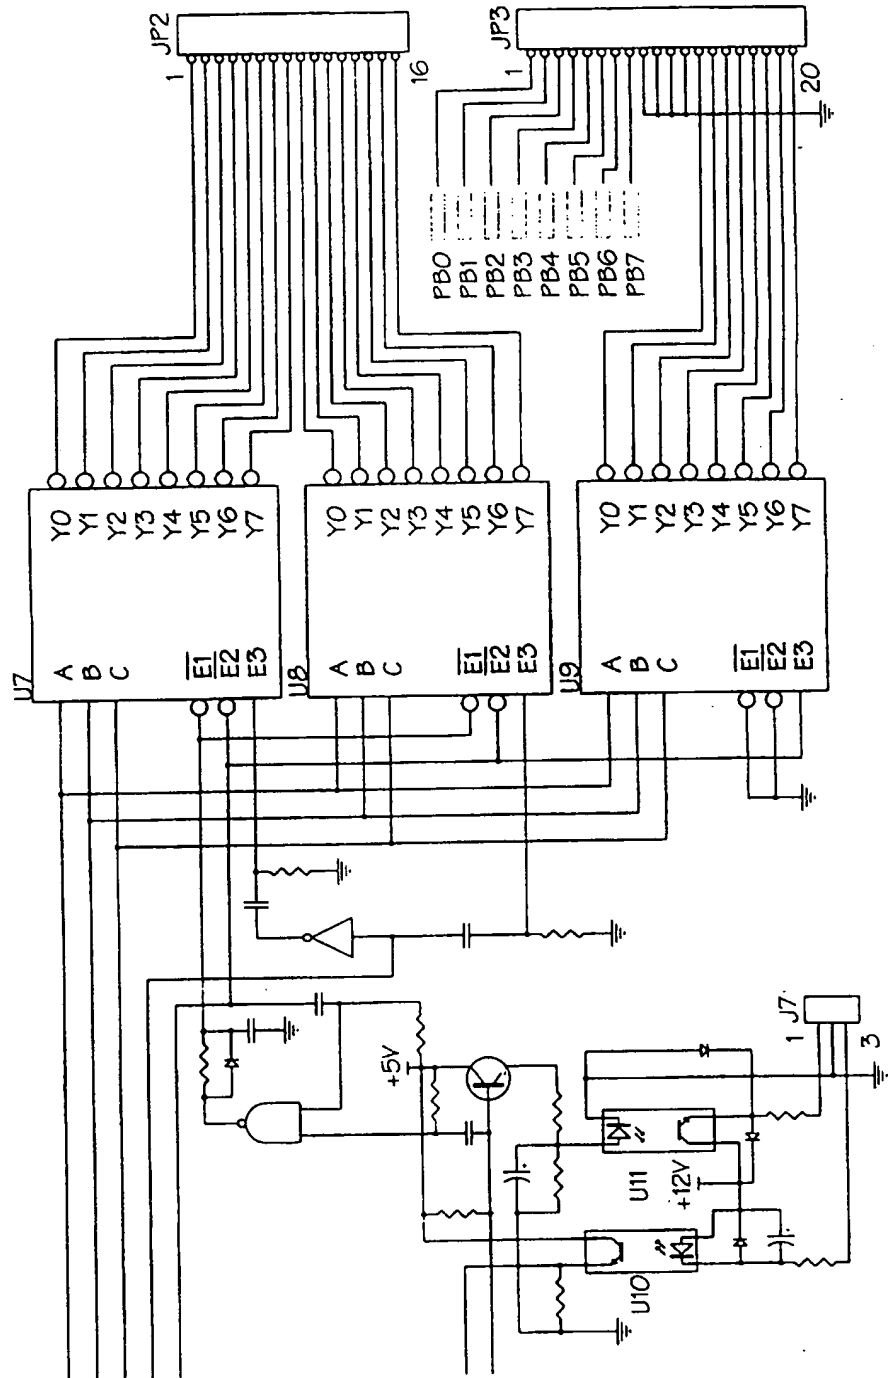 JP2
1
16
JP3
1
20
PB0
PB1
PB2
PB3
PB4
PB5
PB6
PB7
U7
A
B
C
E1
E2
E3
Y0
Y1
Y2
Y3
Y4
Y5
Y6
Y7
U8
A
B
C
E1
E2
E3
Y0
Y1
Y2
Y3
Y4
Y5
Y6
Y7
U9
A
B
C
E1
E2
E3
Y0
Y1
Y2
Y3
Y4
Y5
Y6
Y7
+5V
U11
+12V
U10
J7
1
3